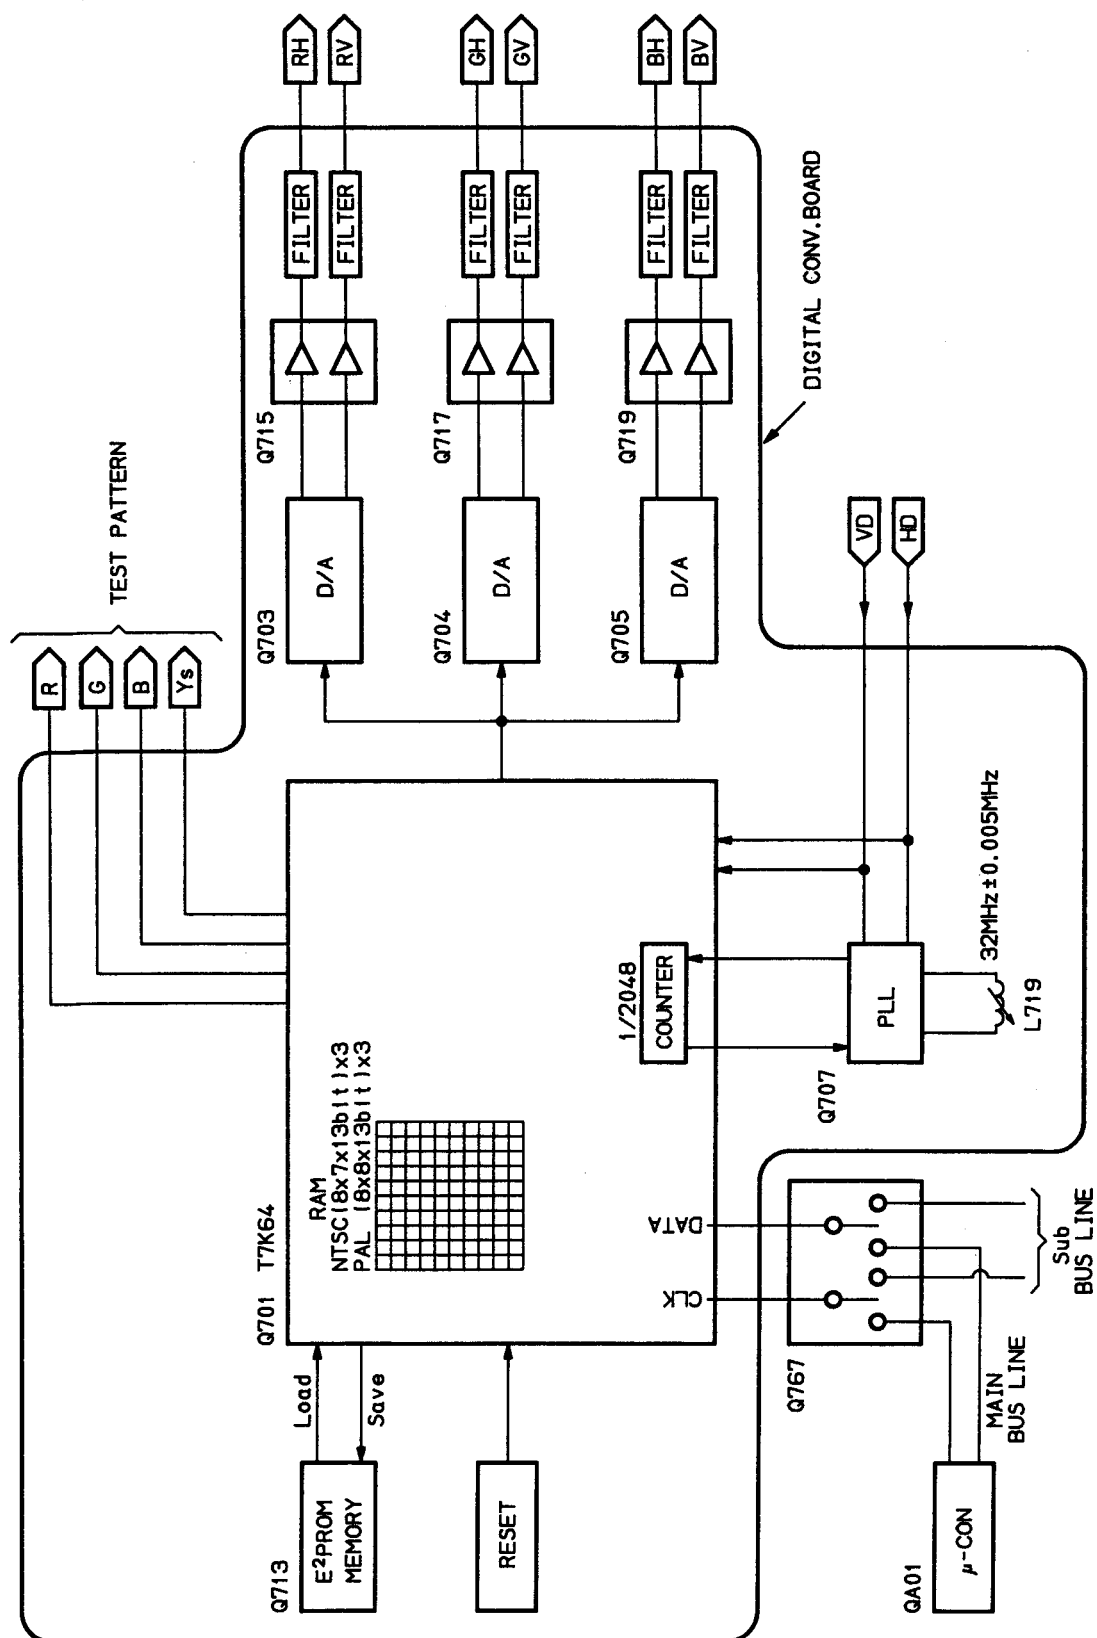 TEST PATTERN
R
G
B
Ys
Q713
E²PROM
MEMORY
Load
Save
RESET
Q701 T7K64
RAM
NTSC(8x7x13bit)x3
PAL (8x8x13bit)x3
CLK
DATA
1/2048
COUNTER
Q703
D/A
Q704
D/A
Q705
D/A
Q715
Q717
Q719
FILTER
FILTER
FILTER
FILTER
FILTER
FILTER
RH
RV
GH
GV
BH
BV
DIGITAL CONV.BOARD
VD
HD
Q707
PLL
32MHz±0.005MHz
L719
Q767
QA01
μ-CON
MAIN
BUS LINE
Sub
BUS LINE